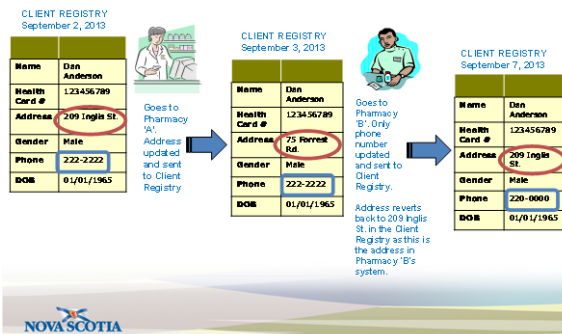 CLIENT REGISTRY
September 2, 2013
Name Dan
Anderson
Health
Card # 123456789
Address 209 Inglis St.
Gender Male
Phone 222-2222
DOB 01/01/1965
Goes to
Pharmacy
'A'.
Address
updated
and sent
to Client
Registry
CLIENT REGISTRY
September 3, 2013
Name Dan
Anderson
Health
Card # 123456789
Address 75 Forrest
Rd.
Gender Male
Phone 222-2222
DOB 01/01/1965
Goes to
Pharmacy
'B'. Only
phone
number
updated
and sent to
Client
Registry.
Address reverts
back to 209 Inglis
St. in the Client
Registry as this is
the address in
Pharmacy 'B's
system.
CLIENT REGISTRY
September 7, 2013
Name Dan
Anderson
Health
Card # 123456789
Address 209 Inglis
St.
Gender Male
Phone 220-0000
DOB 01/01/1965
NOVA SCOTIA